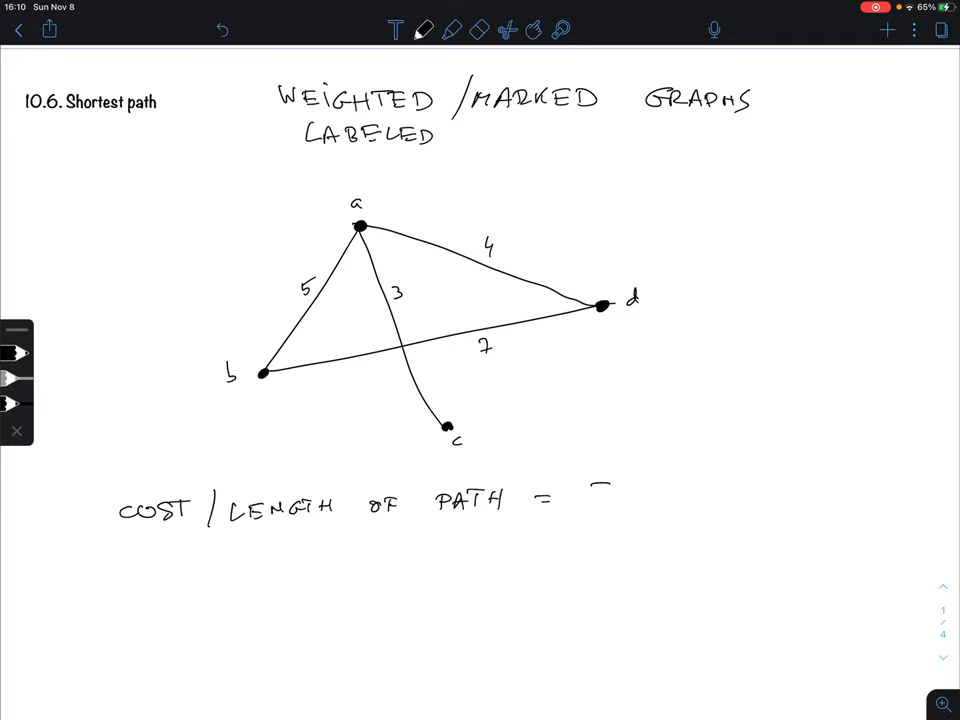 16:10 Sun Nov 8
65%
T
10.6. Shortest path
WEIGHTED / MARKED GRAPHS
LABELED
a
4
5
3
d
7
b
c
COST / LENGTH OF PATH =
1
/
4